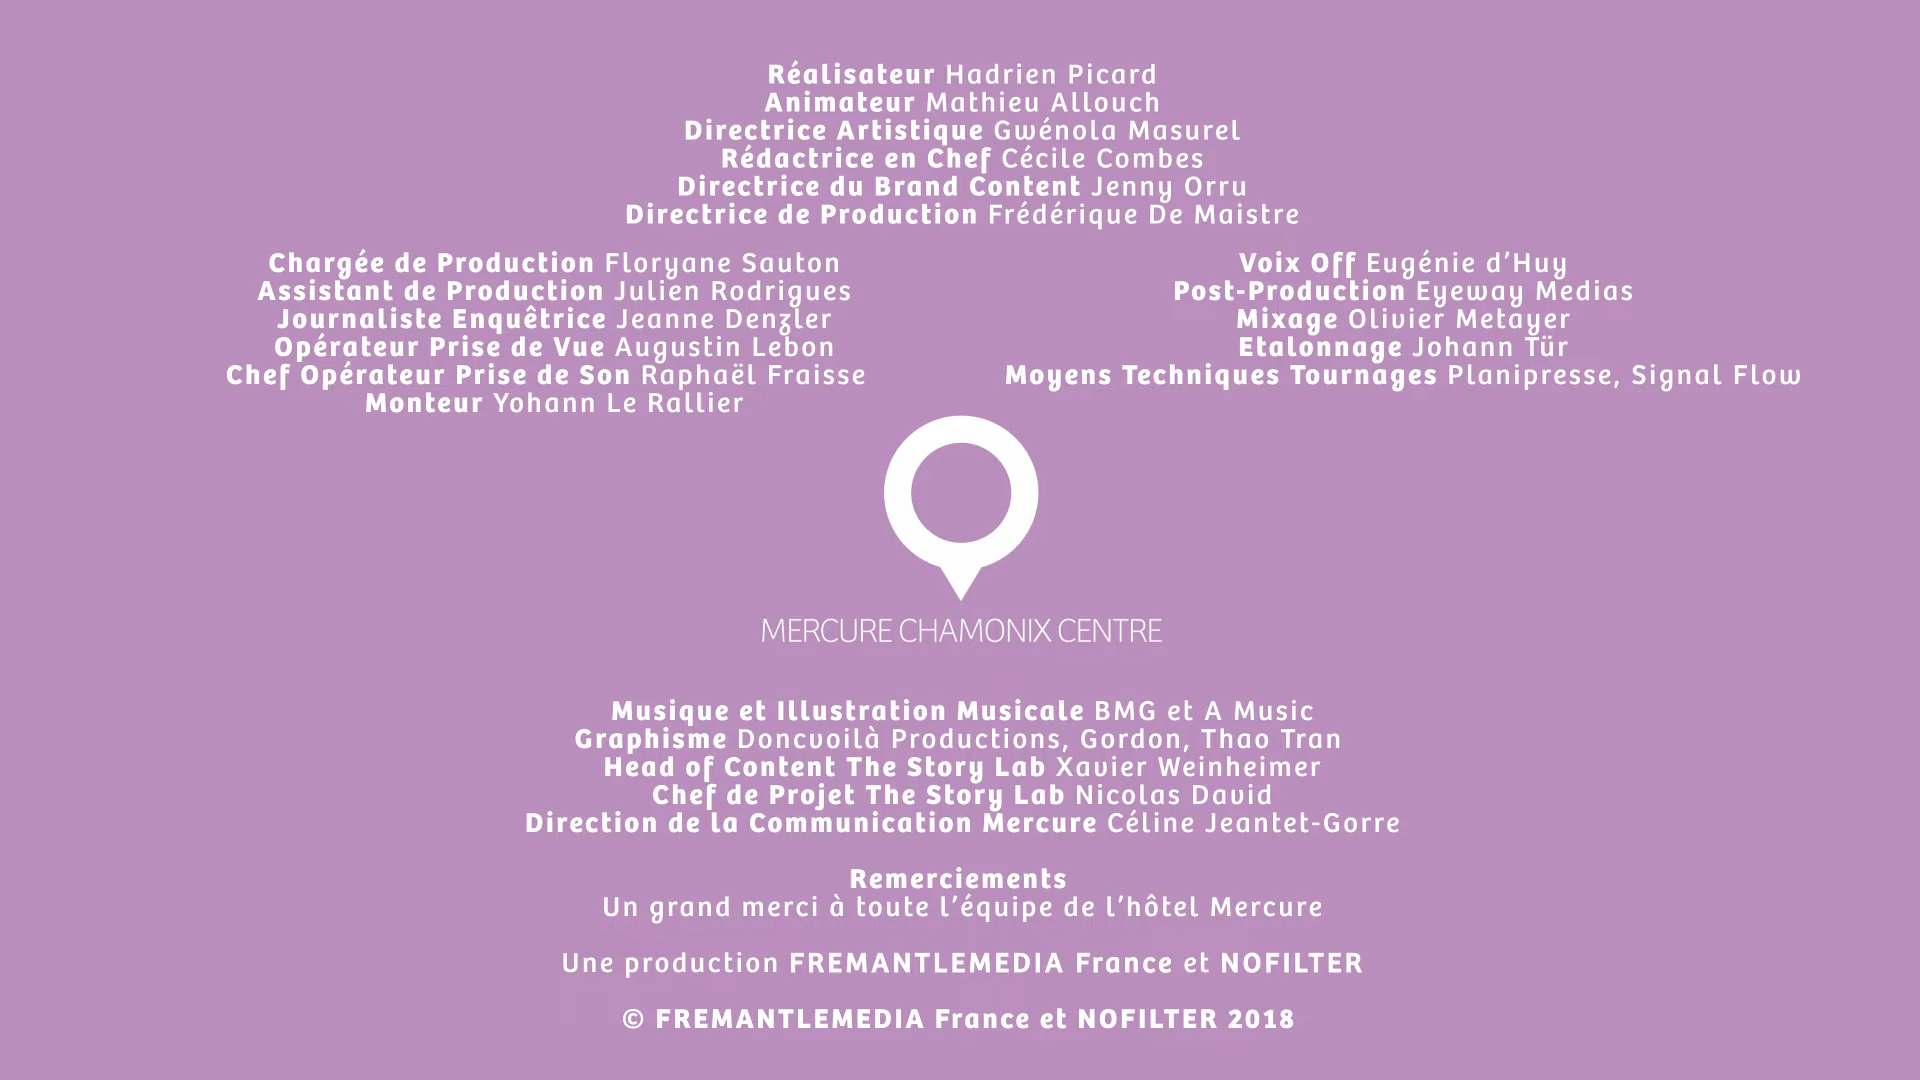 Réalisateur Hadrien Picard
Animateur Mathieu Allouch
Directrice Artistique Gwénola Masurel
Rédactrice en Chef Cécile Combes
Directrice du Brand Content Jenny Orru
Directrice de Production Frédérique De Maistre
Chargée de Production Floryane Sauton
Assistant de Production Julien Rodrigues
Journaliste Enquêtrice Jeanne Denzler
Opérateur Prise de Vue Augustin Lebon
Chef Opérateur Prise de Son Raphaël Fraisse
Monteur Yohann Le Rallier
Voix Off Eugénie d'Huy
Post-Production Eyeway Medias
Mixage Olivier Metayer
Etalonnage Johann Tür
Moyens Techniques Tournages Planipresse, Signal Flow
MERCURE CHAMONIX CENTRE
Musique et Illustration Musicale BMG et A Music
Graphisme Doncvoilà Productions, Gordon, Thao Tran
Head of Content The Story Lab Xavier Weinheimer
Chef de Projet The Story Lab Nicolas David
Direction de la Communication Mercure Céline Jeantet-Gorre
Remerciements
Un grand merci à toute l'équipe de l'hôtel Mercure
Une production FREMANTLEMEDIA France et NOFILTER
© FREMANTLEMEDIA France et NOFILTER 2018